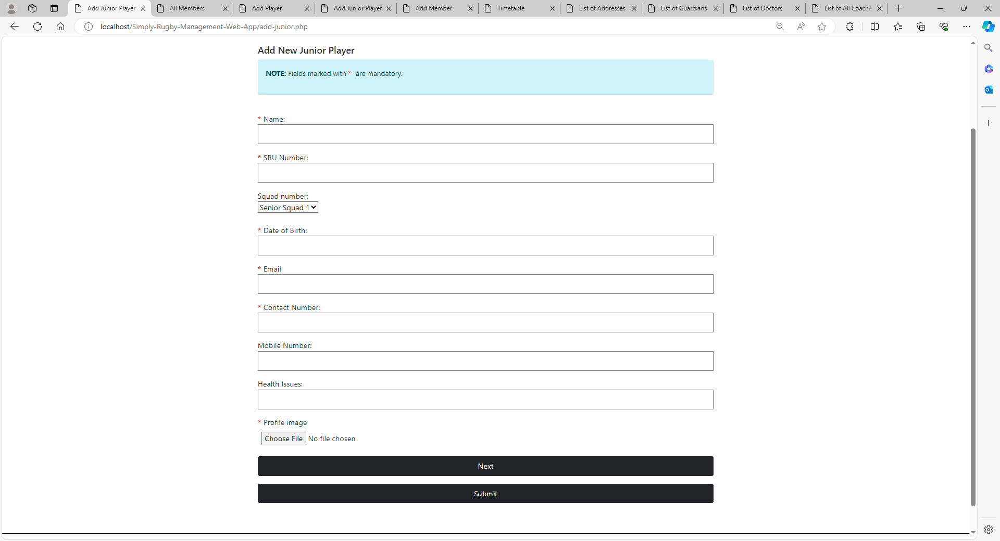 Add Junior Player
All Members
Add Player
Add Junior Player
Add Member
Timetable
List of Addresses
List of Guardians
List of Doctors
List of All Coache
localhost/Simply-Rugby-Management-Web-App/add-junior.php
Add New Junior Player
NOTE: Fields marked with * are mandatory.
* Name:
* SRU Number:
Squad number:
Senior Squad 1
* Date of Birth:
* Email:
* Contact Number:
Mobile Number:
Health Issues:
* Profile image
Choose File No file chosen
Next
Submit